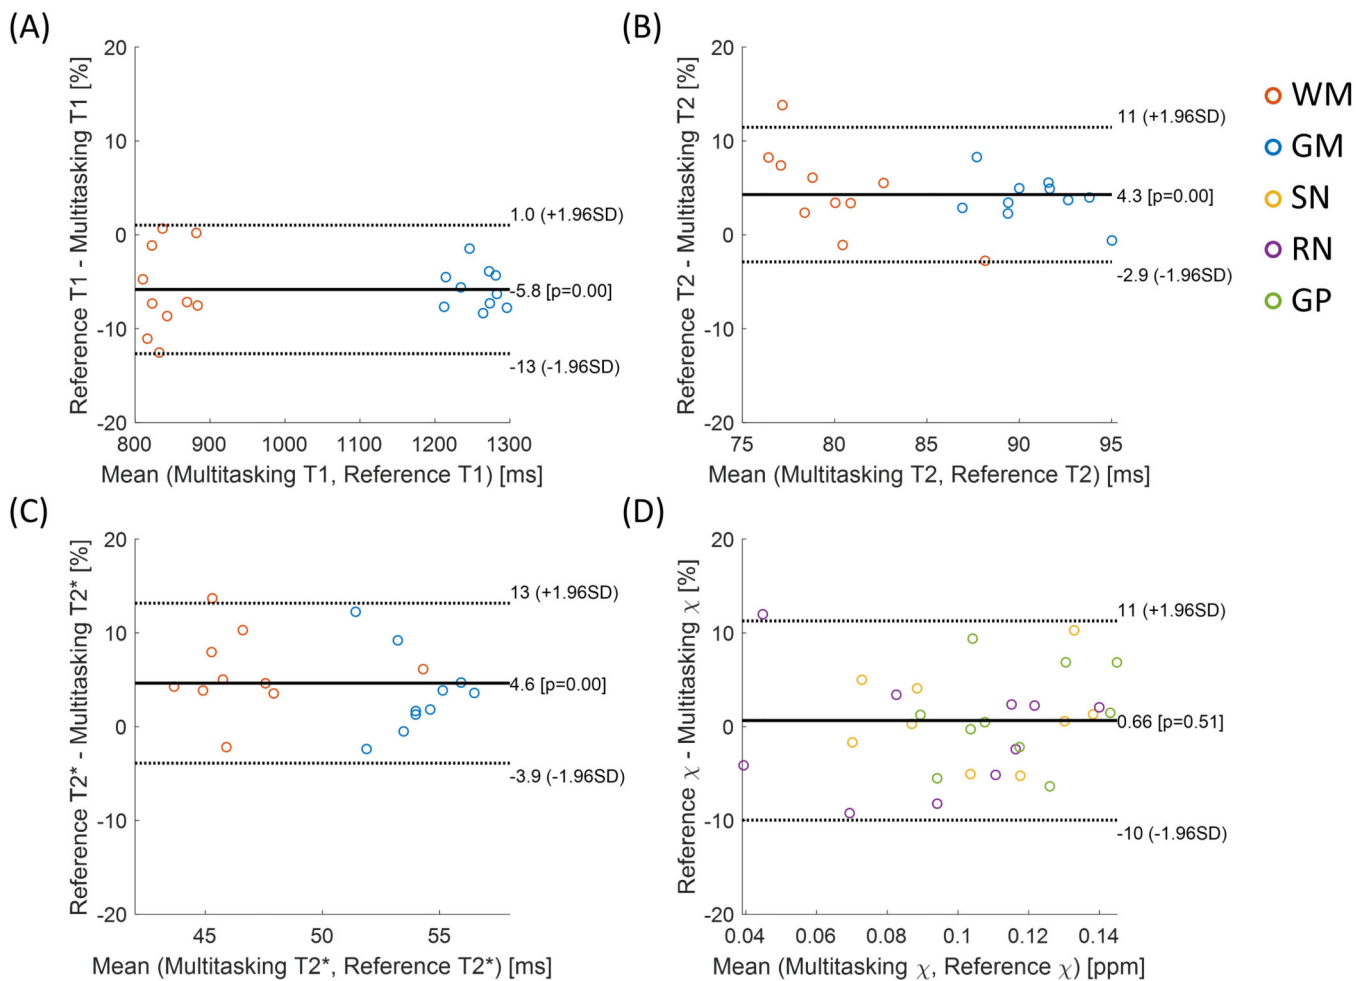 (A)
20
10
0
-10
-20
Reference T1 - Multitasking T1 [%]
1.0 (+1.96SD)
-5.8 [p=0.00]
-13 (-1.96SD)
800 900 1000 1100 1200 1300
Mean (Multitasking T1, Reference T1) [ms]
(B)
20
10
0
-10
-20
Reference T2 - Multitasking T2 [%]
11 (+1.96SD)
4.3 [p=0.00]
-2.9 (-1.96SD)
75 80 85 90 95
Mean (Multitasking T2, Reference T2) [ms]
WM
GM
SN
RN
GP
(C)
20
10
0
-10
-20
Reference T2* - Multitasking T2* [%]
13 (+1.96SD)
4.6 [p=0.00]
-3.9 (-1.96SD)
45 50 55
Mean (Multitasking T2*, Reference T2*) [ms]
(D)
20
10
0
-10
-20
Reference χ - Multitasking χ [%]
11 (+1.96SD)
0.66 [p=0.51]
-10 (-1.96SD)
0.04 0.06 0.08 0.1 0.12 0.14
Mean (Multitasking χ, Reference χ) [ppm]